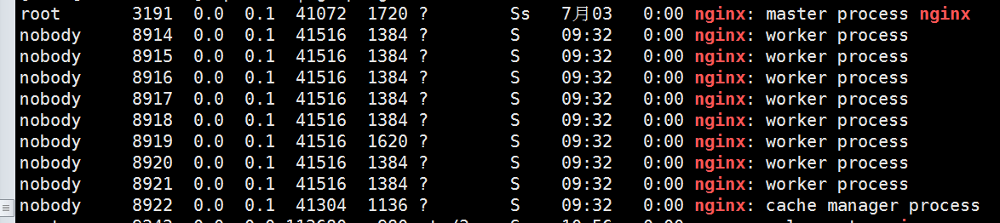 root 3191 0.0 0.1 41072 1720 ? Ss 7月03 0:00 nginx: master process nginx
nobody 8914 0.0 0.1 41516 1384 ? S 09:32 0:00 nginx: worker process
nobody 8915 0.0 0.1 41516 1384 ? S 09:32 0:00 nginx: worker process
nobody 8916 0.0 0.1 41516 1384 ? S 09:32 0:00 nginx: worker process
nobody 8917 0.0 0.1 41516 1384 ? S 09:32 0:00 nginx: worker process
nobody 8918 0.0 0.1 41516 1384 ? S 09:32 0:00 nginx: worker process
nobody 8919 0.0 0.1 41516 1620 ? S 09:32 0:00 nginx: worker process
nobody 8920 0.0 0.1 41516 1384 ? S 09:32 0:00 nginx: worker process
nobody 8921 0.0 0.1 41516 1384 ? S 09:32 0:00 nginx: worker process
nobody 8922 0.0 0.1 41304 1136 ? S 09:32 0:00 nginx: cache manager process